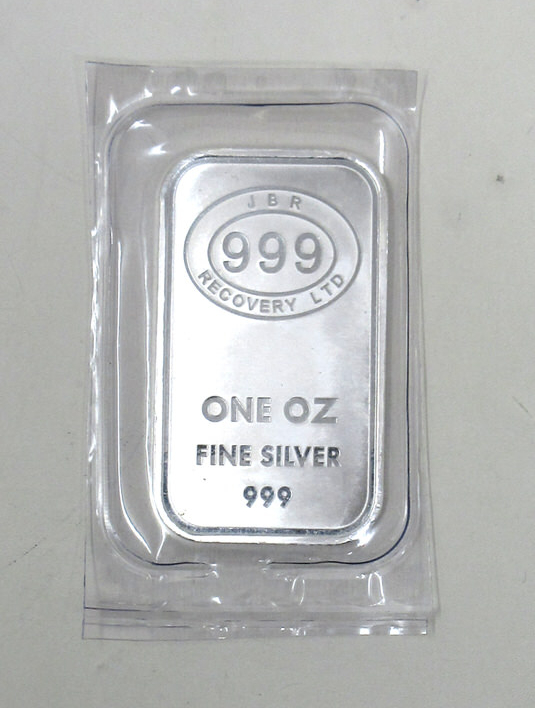 JBR
999
RECOVERY LTD
ONE OZ
FINE SILVER
999